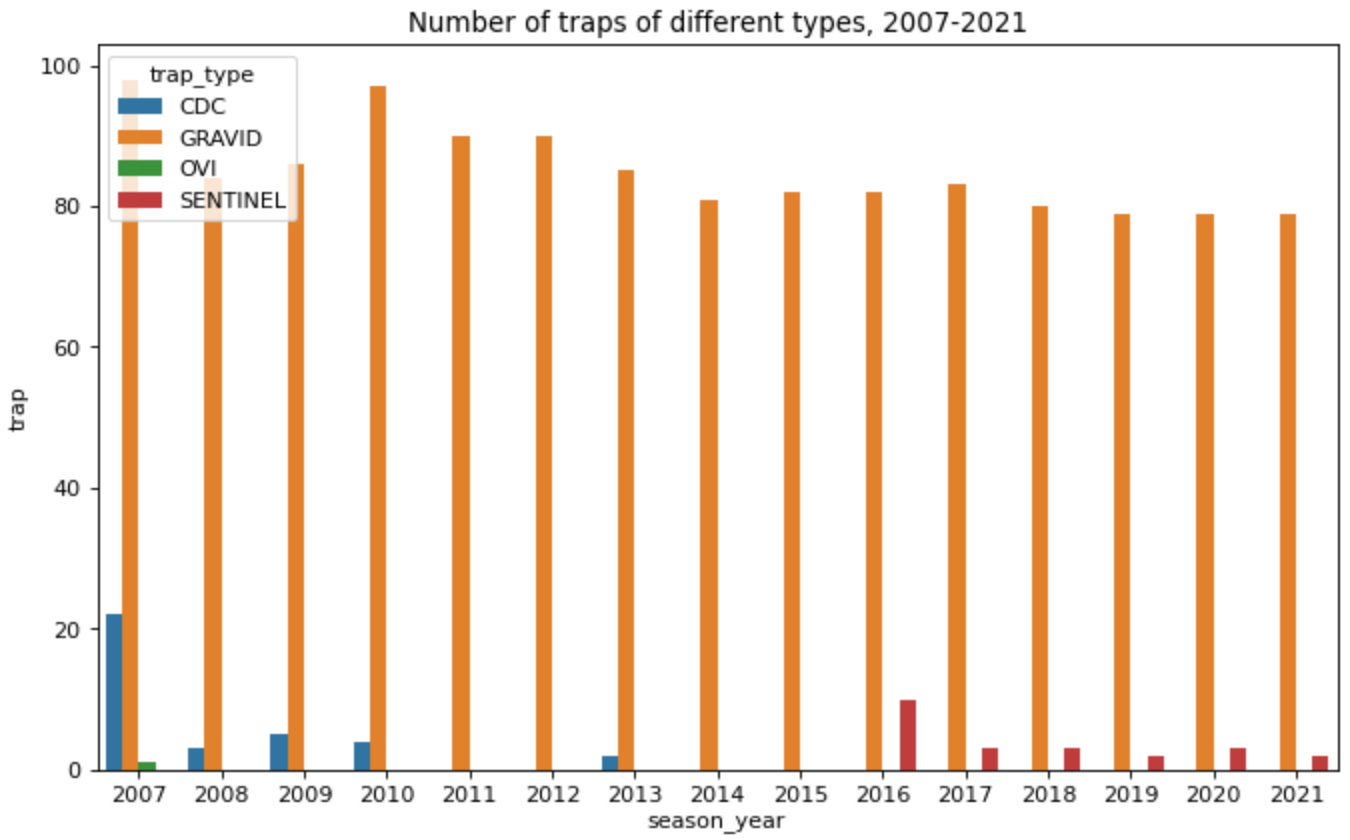 Number of traps of different types, 2007-2021
trap_type
CDC
GRAVID
OVI
SENTINEL
100
80
60
40
20
0
trap
2007 2008 2009 2010 2011 2012 2013 2014 2015 2016 2017 2018 2019 2020 2021
season_year